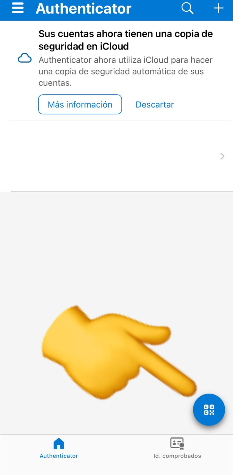 Authenticator
Sus cuentas ahora tienen una copia de
seguridad en iCloud
Authenticator ahora utiliza iCloud para hacer
una copia de seguridad automática de sus
cuentas.
Más información Descartar
Authenticator Id. comprobados